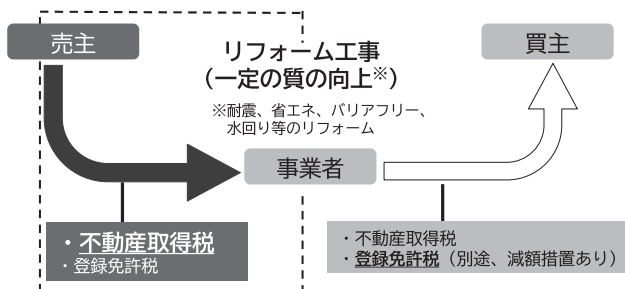 売主
買主
リフォーム工事
（一定の質の向上※）
※耐震、省エネ、バリアフリー、
水回り等のリフォーム
事業者
・不動産取得税
・登録免許税
・不動産取得税
・登録免許税（別途、減額措置あり）